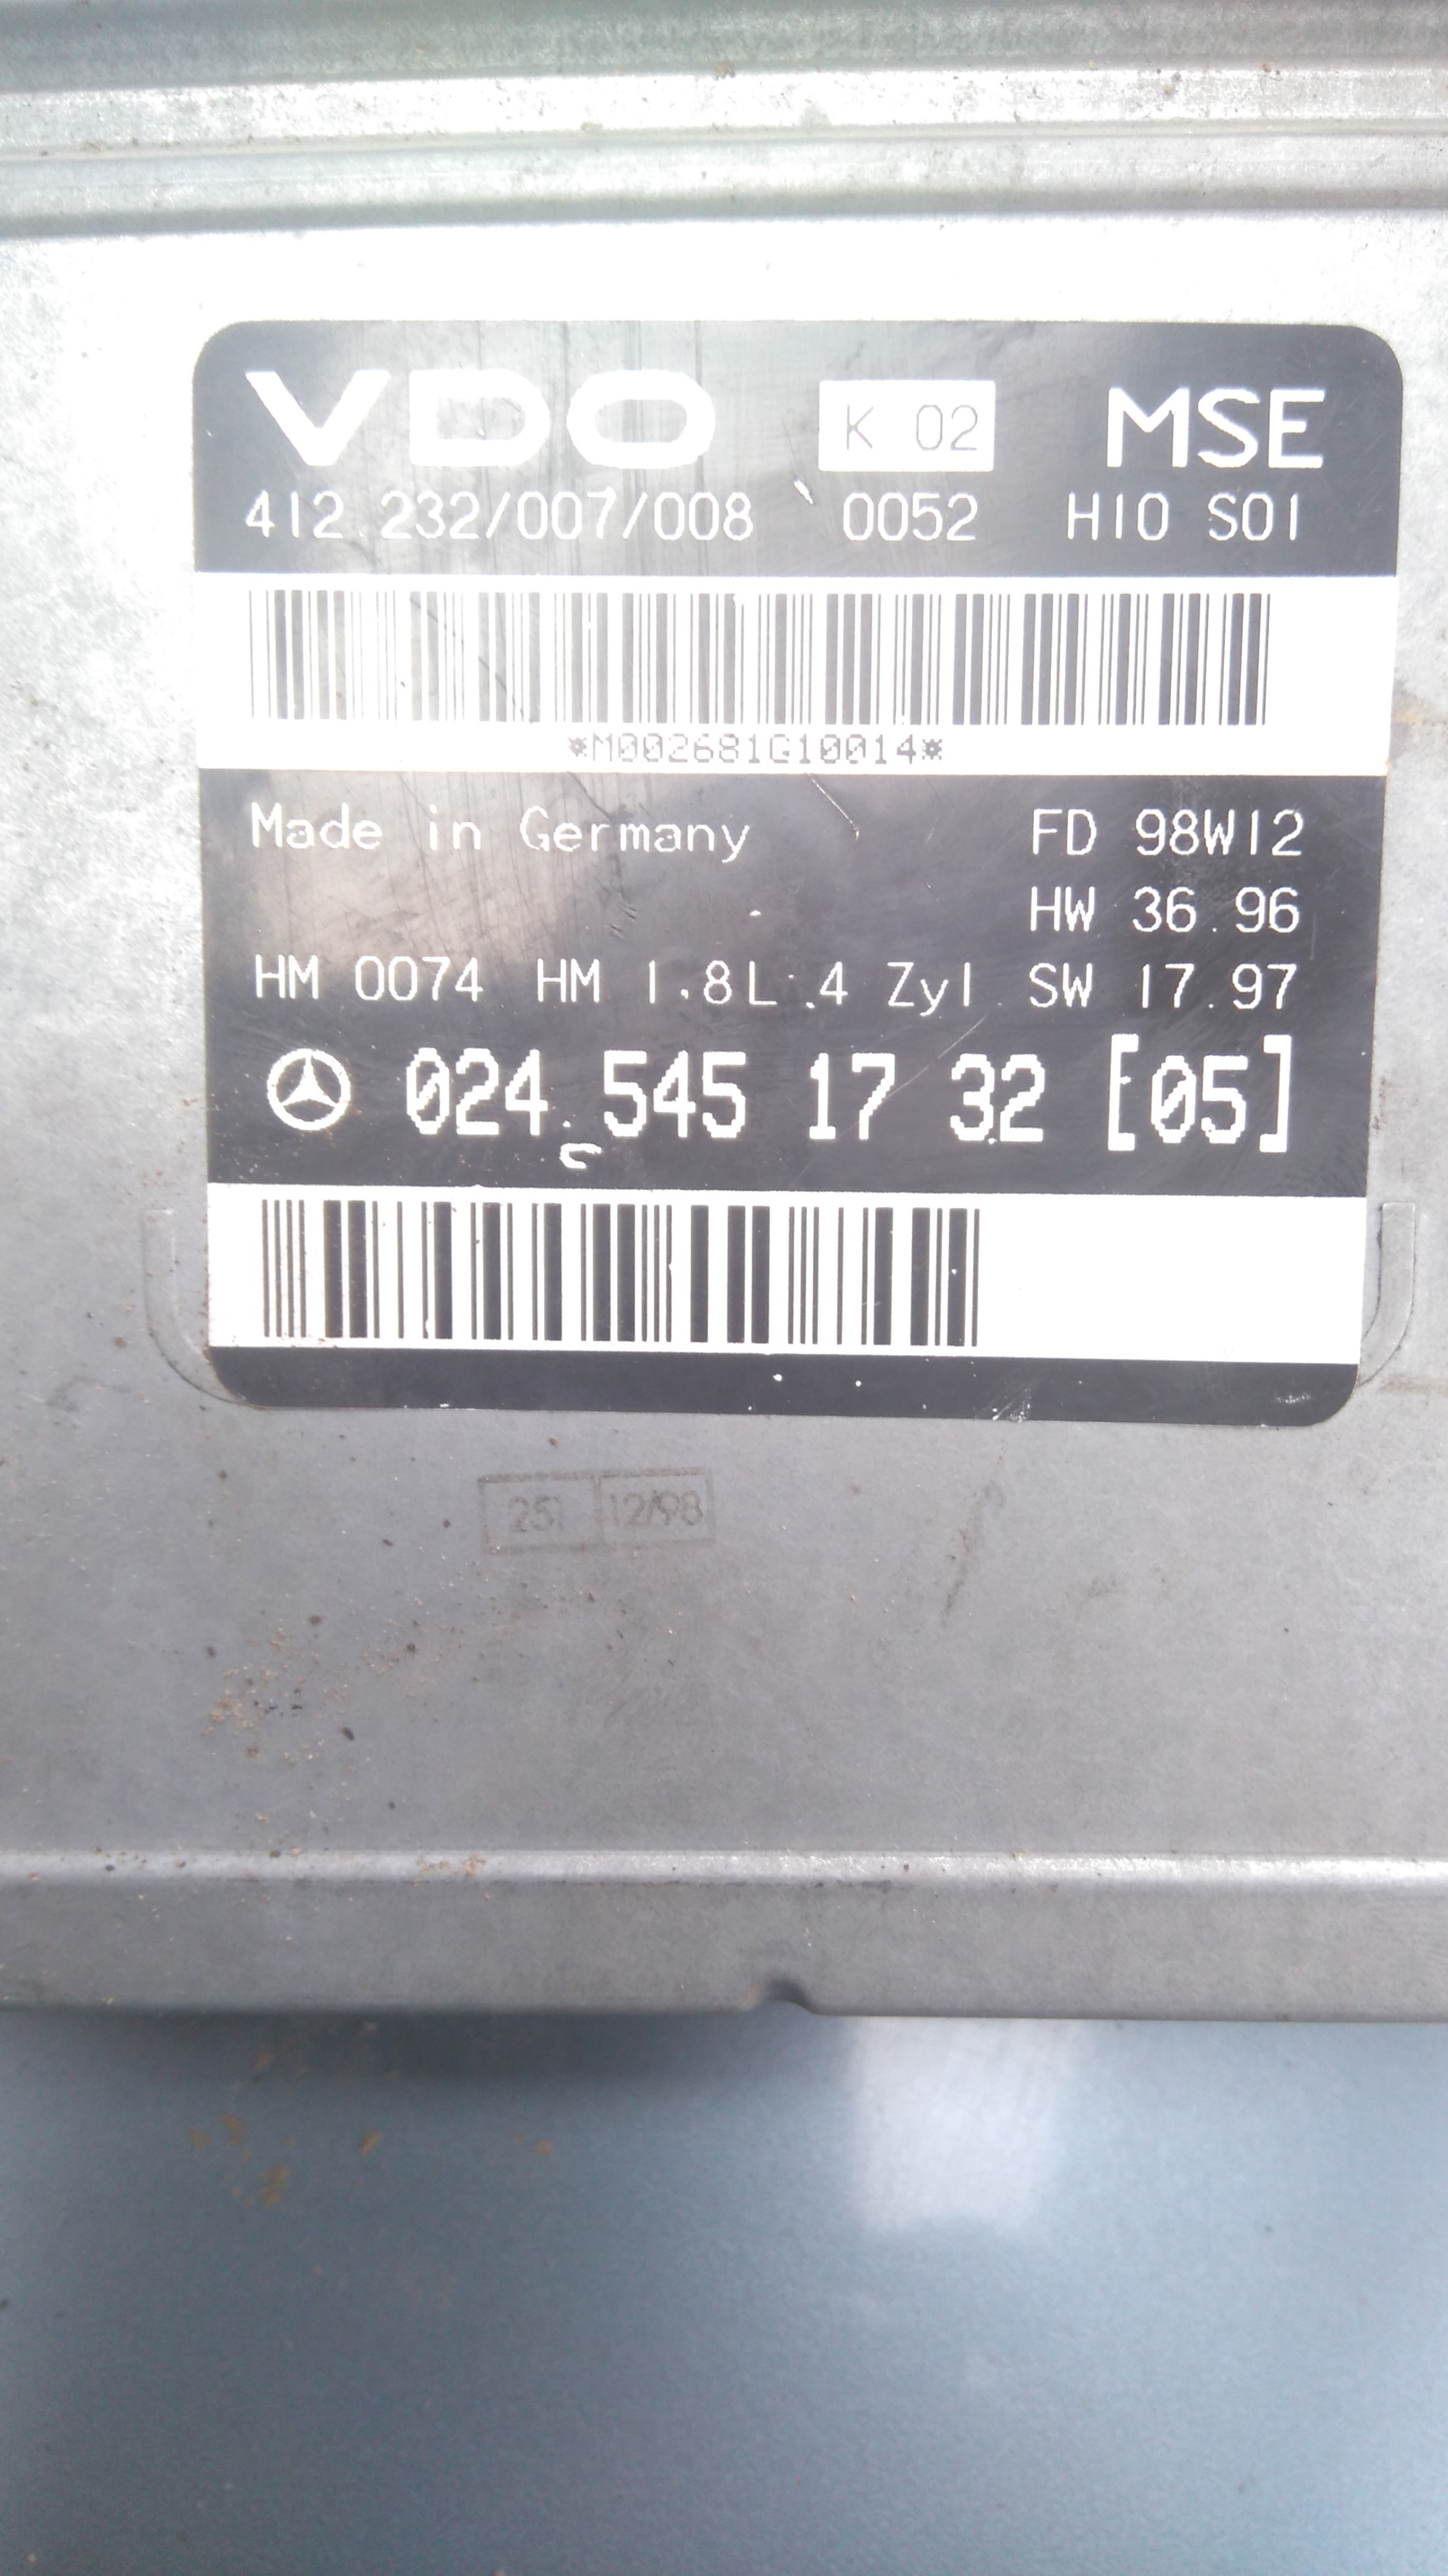 VDO K 02 MSE
412.232/007/008 0052 H10 S01
*M002681G10014*
Made in Germany FD 98W12
HW 36.96
HM 0074 HM 1.8L.4 Zyl. SW 17.97
024 545 17 32 [05]
251 12/98